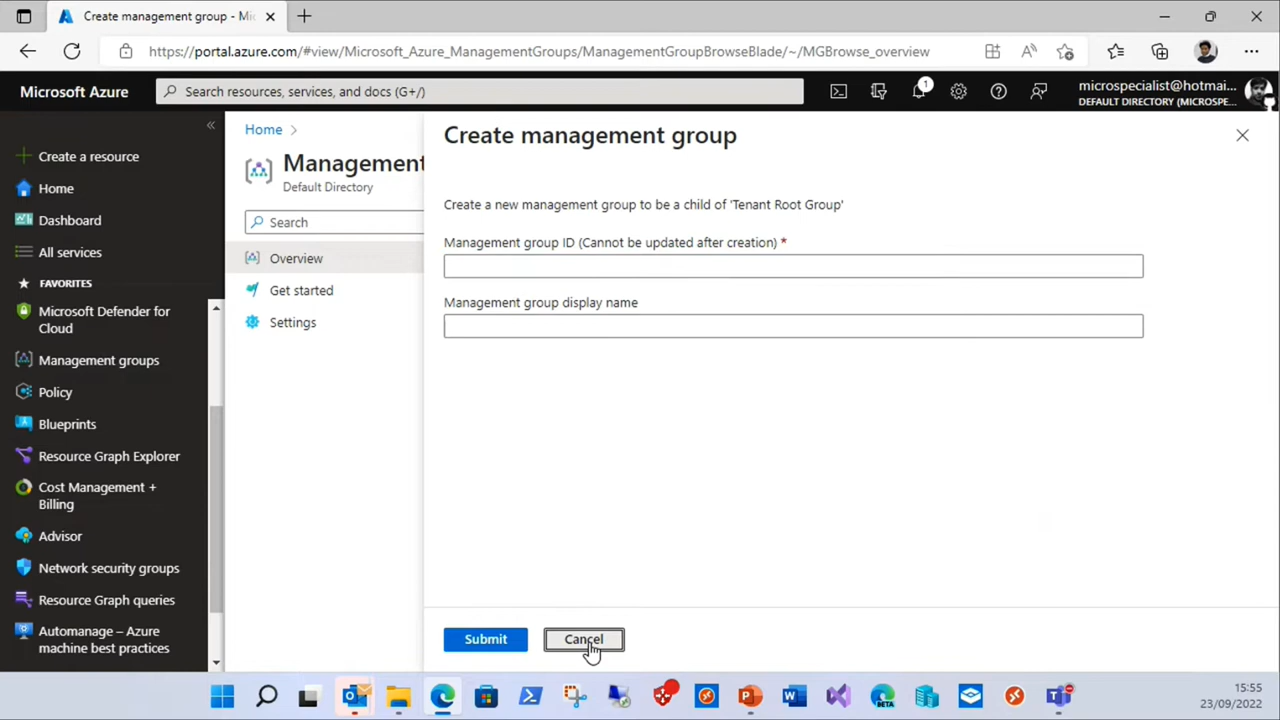 Create management group - Mic
https://portal.azure.com/#view/Microsoft_Azure_ManagementGroups/ManagementGroupBrowseBlade/~/MGBrowse_overview
Microsoft Azure
Search resources, services, and docs (G+/)
1
microspecialist@hotmai...
DEFAULT DIRECTORY (MICROSPE...
Create a resource
Home
Dashboard
All services
FAVORITES
Microsoft Defender for
Cloud
Management groups
Policy
Blueprints
Resource Graph Explorer
Cost Management +
Billing
Advisor
Network security groups
Resource Graph queries
Automanage – Azure
machine best practices
Home
Management
Default Directory
Search
Overview
Get started
Settings
Create management group
Create a new management group to be a child of 'Tenant Root Group'
Management group ID (Cannot be updated after creation) *
Management group display name
Submit
Cancel
15:55
23/09/2022